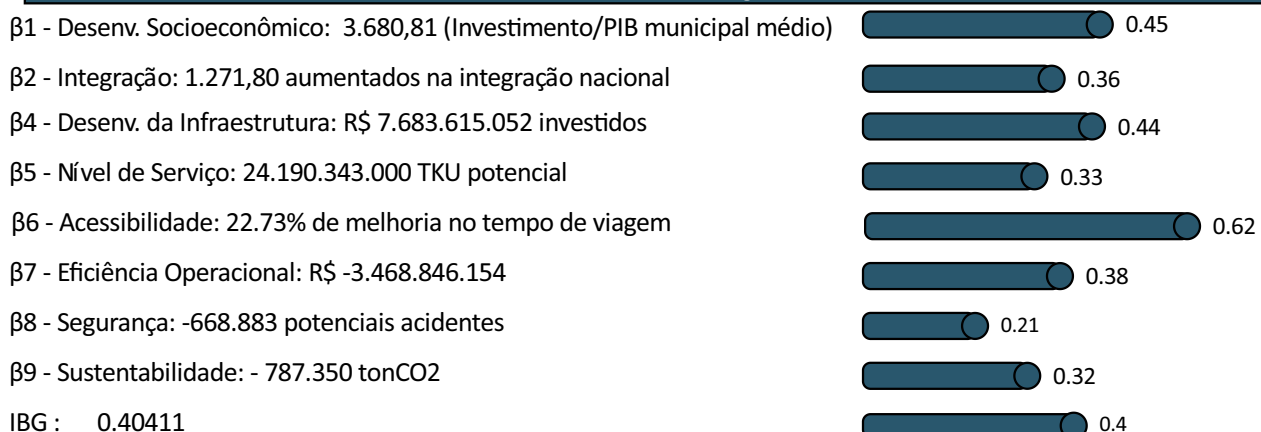 β1 - Desenv. Socioeconômico: 3.680,81 (Investimento/PIB municipal médio) 0.45
β2 - Integração: 1.271,80 aumentados na integração nacional 0.36
β4 - Desenv. da Infraestrutura: R$ 7.683.615.052 investidos 0.44
β5 - Nível de Serviço: 24.190.343.000 TKU potencial 0.33
β6 - Acessibilidade: 22.73% de melhoria no tempo de viagem 0.62
β7 - Eficiência Operacional: R$ -3.468.846.154 0.38
β8 - Segurança: -668.883 potenciais acidentes 0.21
β9 - Sustentabilidade: - 787.350 tonCO2 0.32
IBG : 0.40411 0.4